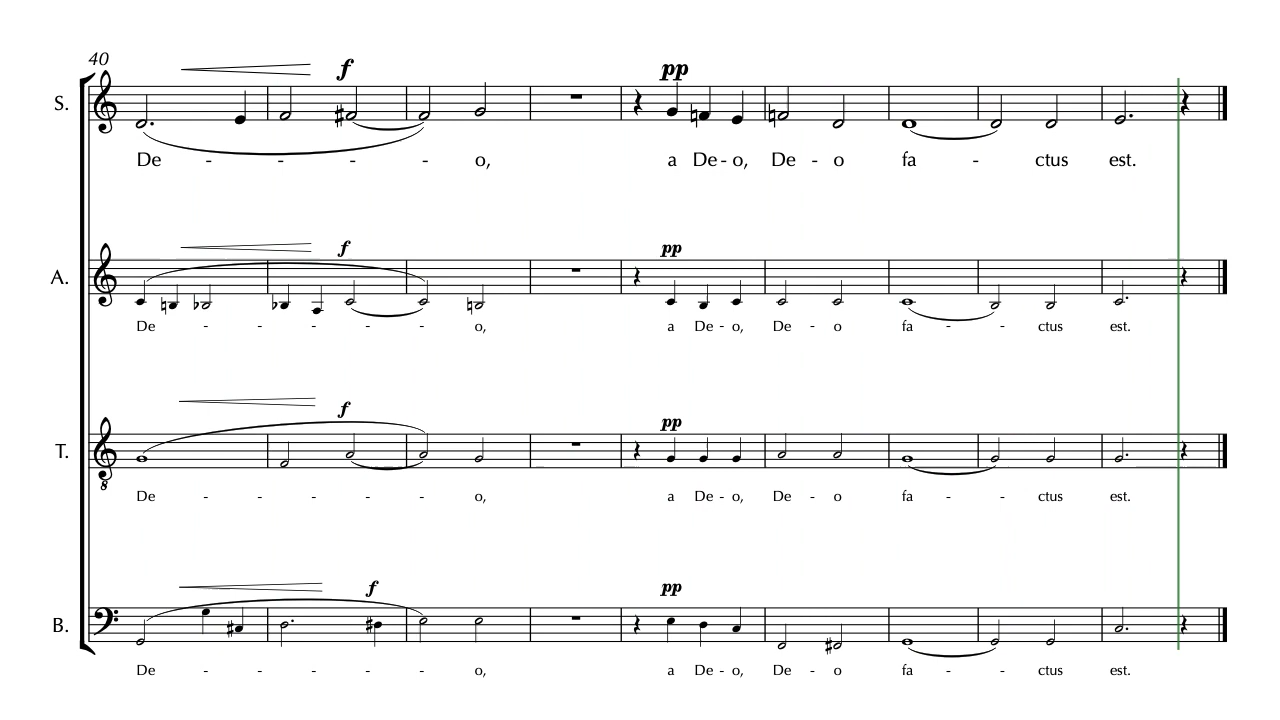 40
f
pp
S.
De - - - - o, a De - o, De - o fa - ctus est.
f
pp
A.
De - - - - - o, a De - o, De - o fa - - ctus est.
f
pp
T.
8
De - - - - - o, a De - o, De - o fa - - ctus est.
f
pp
B.
De - - - - - o, a De - o, De - o fa - - ctus est.